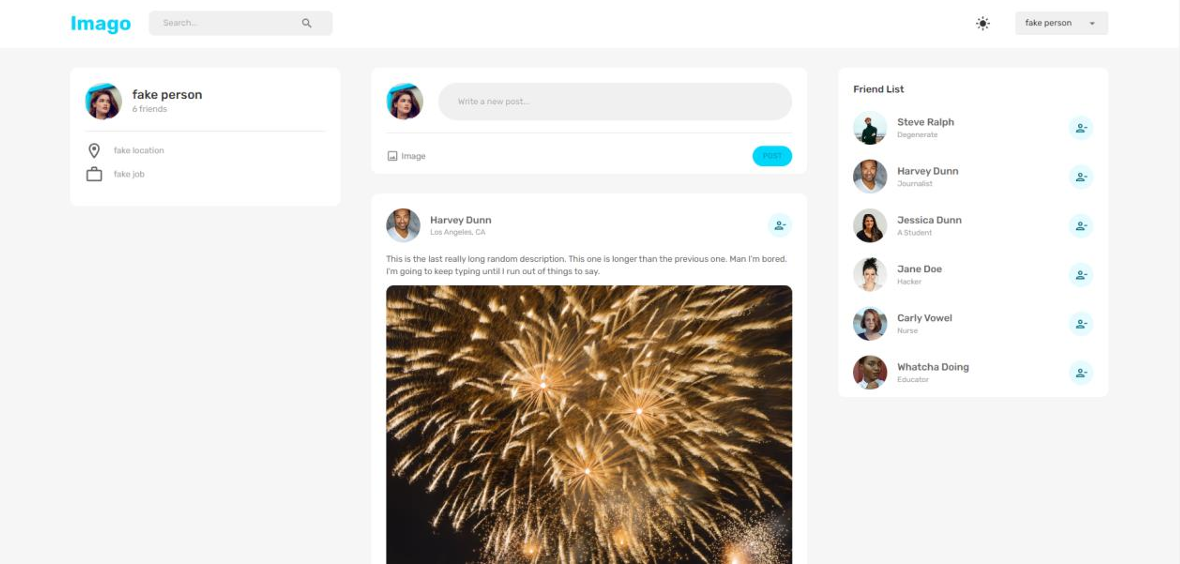 Imago
Search...
fake person
fake person
6 friends
fake location
fake job
Write a new post...
Image
POST
Harvey Dunn
Los Angeles, CA
This is the last really long random description. This one is longer than the previous one. Man I'm bored.
I'm going to keep typing until I run out of things to say.
Friend List
Steve Ralph
Degenerate
Harvey Dunn
Journalist
Jessica Dunn
A Student
Jane Doe
Hacker
Carly Vowel
Nurse
Whatcha Doing
Educator